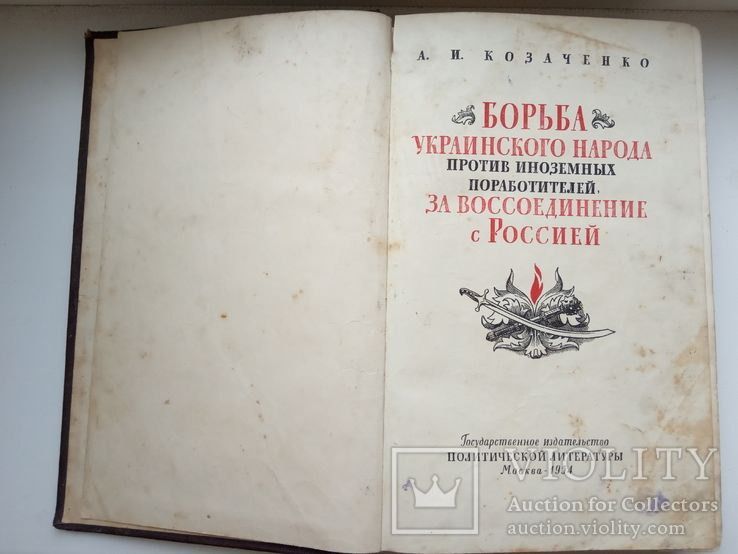 А. И. КОЗАЧЕНКО
БОРЬБА
УКРАИНСКОГО НАРОДА
ПРОТИВ ИНОЗЕМНЫХ
ПОРАБОТИТЕЛЕЙ,
ЗА ВОССОЕДИНЕНИЕ
с РОССИЕЙ
Государственное издательство
ПОЛИТИЧЕСКОЙ ЛИТЕРАТУРЫ
Москва-1954
VIOLITY
Auction for Collectors
auction.violity.com